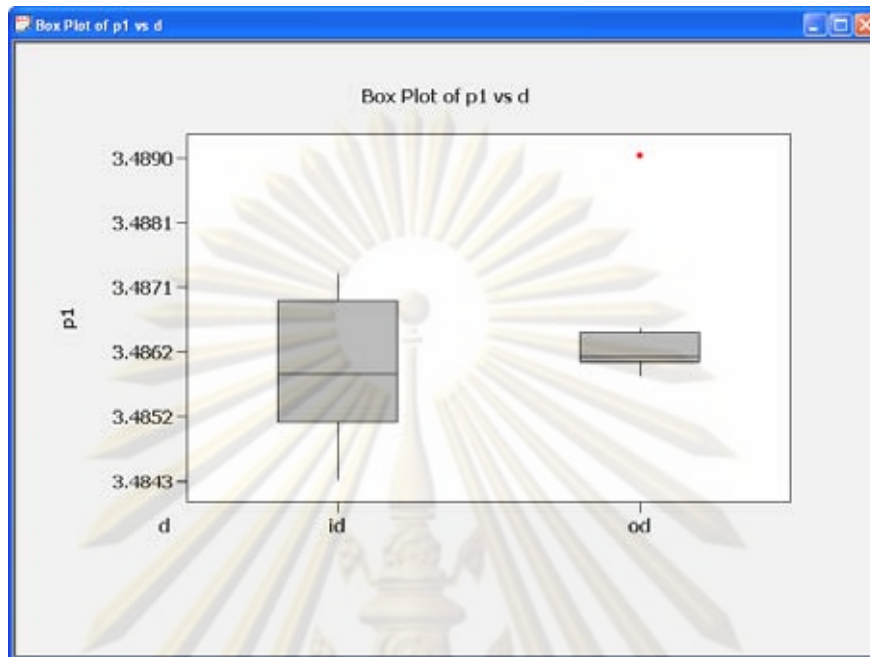 Box Plot of p1 vs d
Box Plot of p1 vs d
3.4890
3.4881
3.4871
3.4862
3.4852
3.4843
p1
d id od